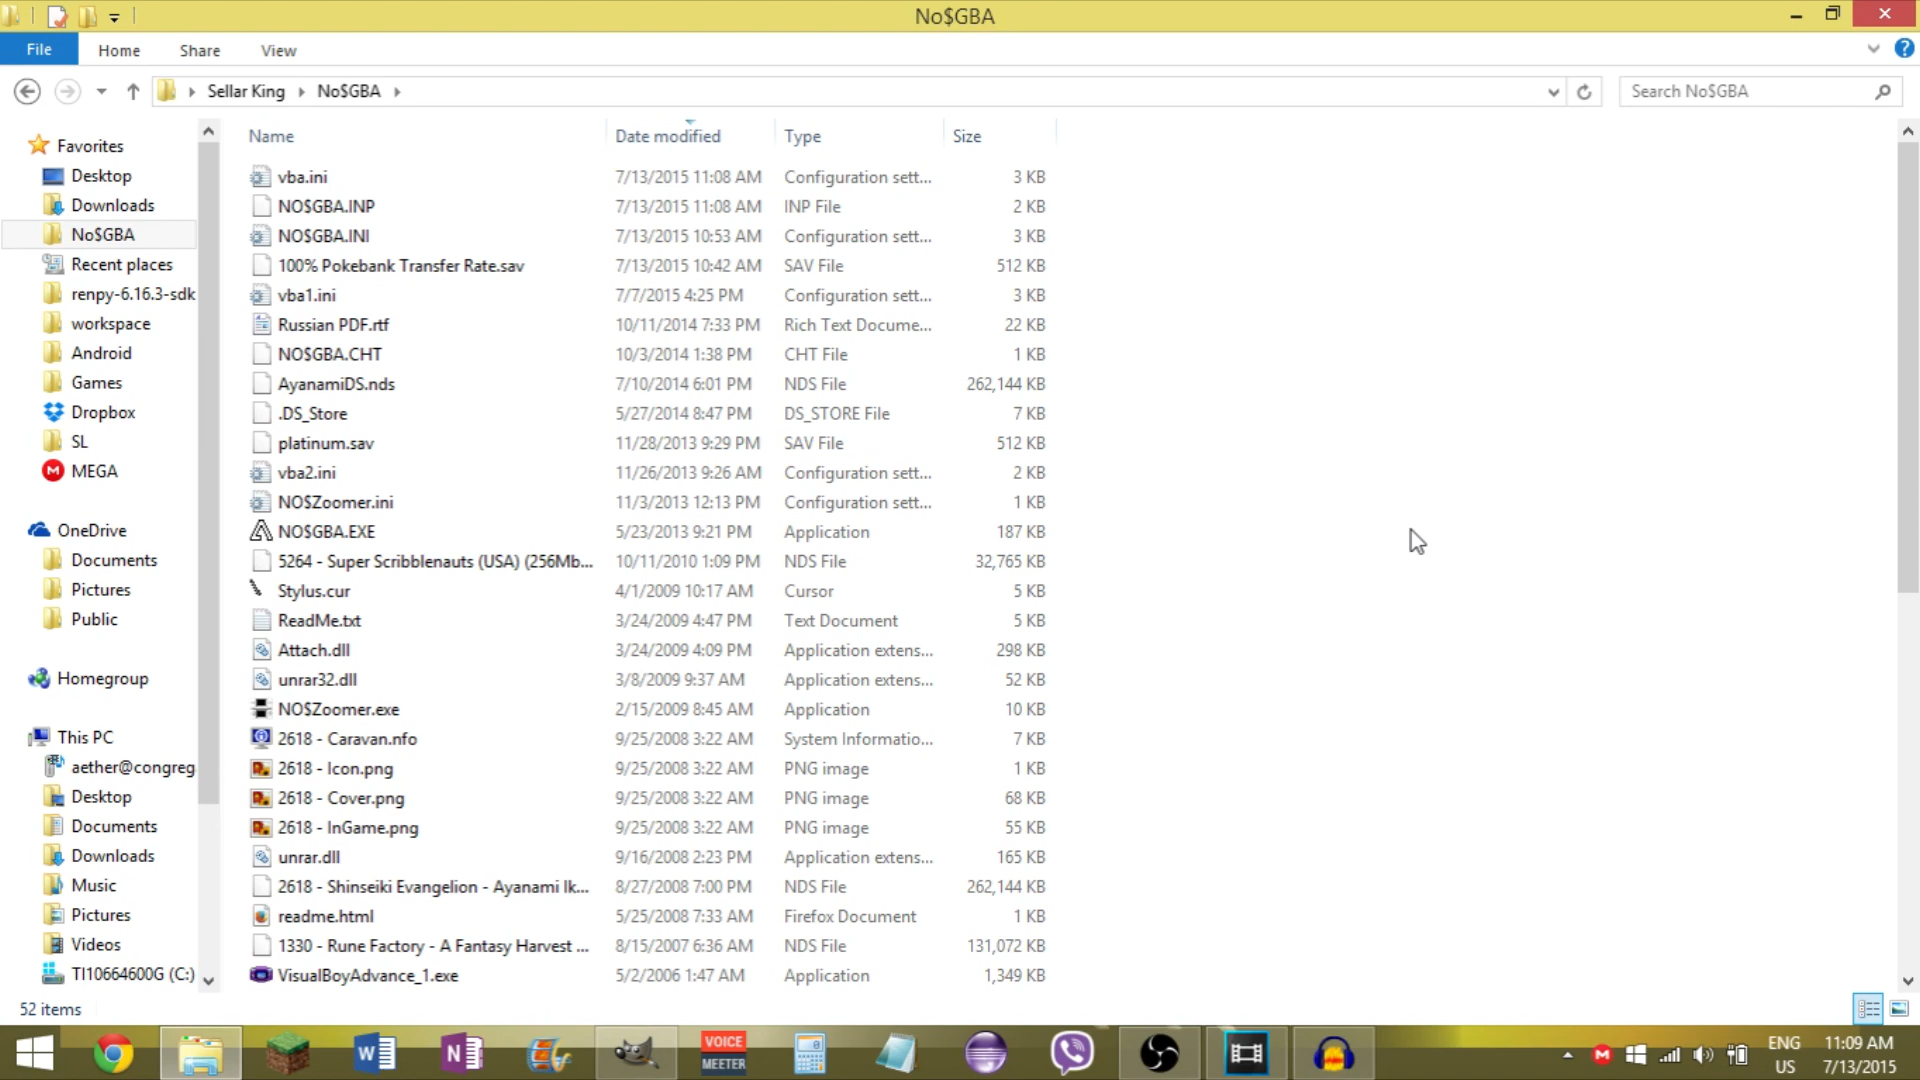 No$GBA
File Home Share View
Sellar King No$GBA
Search No$GBA
Name Date modified Type Size
Favorites
Desktop
Downloads
No$GBA
Recent places
renpy-6.16.3-sdk
workspace
Android
Games
Dropbox
SL
MEGA
OneDrive
Documents
Pictures
Public
Homegroup
This PC
aether@congreg
Desktop
Documents
Downloads
Music
Pictures
Videos
TI10664600G (C:)
vba.ini 7/13/2015 11:08 AM Configuration sett... 3 KB
NO$GBA.INP 7/13/2015 11:08 AM INP File 2 KB
NO$GBA.INI 7/13/2015 10:53 AM Configuration sett... 3 KB
100% Pokebank Transfer Rate.sav 7/13/2015 10:42 AM SAV File 512 KB
vba1.ini 7/7/2015 4:25 PM Configuration sett... 3 KB
Russian PDF.rtf 10/11/2014 7:33 PM Rich Text Docume... 22 KB
NO$GBA.CHT 10/3/2014 1:38 PM CHT File 1 KB
AyanamiDS.nds 7/10/2014 6:01 PM NDS File 262,144 KB
.DS_Store 5/27/2014 8:47 PM DS_STORE File 7 KB
platinum.sav 11/28/2013 9:29 PM SAV File 512 KB
vba2.ini 11/26/2013 9:26 AM Configuration sett... 2 KB
NO$Zoomer.ini 11/3/2013 12:13 PM Configuration sett... 1 KB
NO$GBA.EXE 5/23/2013 9:21 PM Application 187 KB
5264 - Super Scribblenauts (USA) (256Mb... 10/11/2010 1:09 PM NDS File 32,765 KB
Stylus.cur 4/1/2009 10:17 AM Cursor 5 KB
ReadMe.txt 3/24/2009 4:47 PM Text Document 5 KB
Attach.dll 3/24/2009 4:09 PM Application extens... 298 KB
unrar32.dll 3/8/2009 9:37 AM Application extens... 52 KB
NO$Zoomer.exe 2/15/2009 8:45 AM Application 10 KB
2618 - Caravan.nfo 9/25/2008 3:22 AM System Informatio... 7 KB
2618 - Icon.png 9/25/2008 3:22 AM PNG image 1 KB
2618 - Cover.png 9/25/2008 3:22 AM PNG image 68 KB
2618 - InGame.png 9/25/2008 3:22 AM PNG image 55 KB
unrar.dll 9/16/2008 2:23 PM Application extens... 165 KB
2618 - Shinseiki Evangelion - Ayanami Ik... 8/27/2008 7:00 PM NDS File 262,144 KB
readme.html 5/25/2008 7:33 AM Firefox Document 1 KB
1330 - Rune Factory - A Fantasy Harvest ... 8/15/2007 6:36 AM NDS File 131,072 KB
VisualBoyAdvance_1.exe 5/2/2006 1:47 AM Application 1,349 KB
52 items
VOICE
MEETER
ENG 11:09 AM
US 7/13/2015